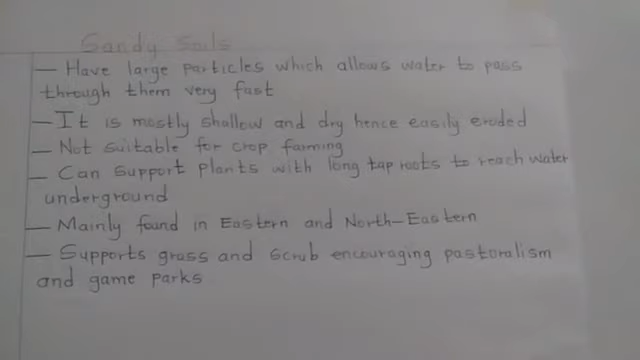 Sandy Soils
— Have large particles which allows water to pass
through them very fast
— It is mostly shallow and dry hence easily eroded
— Not suitable for crop farming
— Can support plants with long tap roots to reach water
underground
— Mainly found in Eastern and North-Eastern
— Supports grass and scrub encouraging pastoralism
and game parks